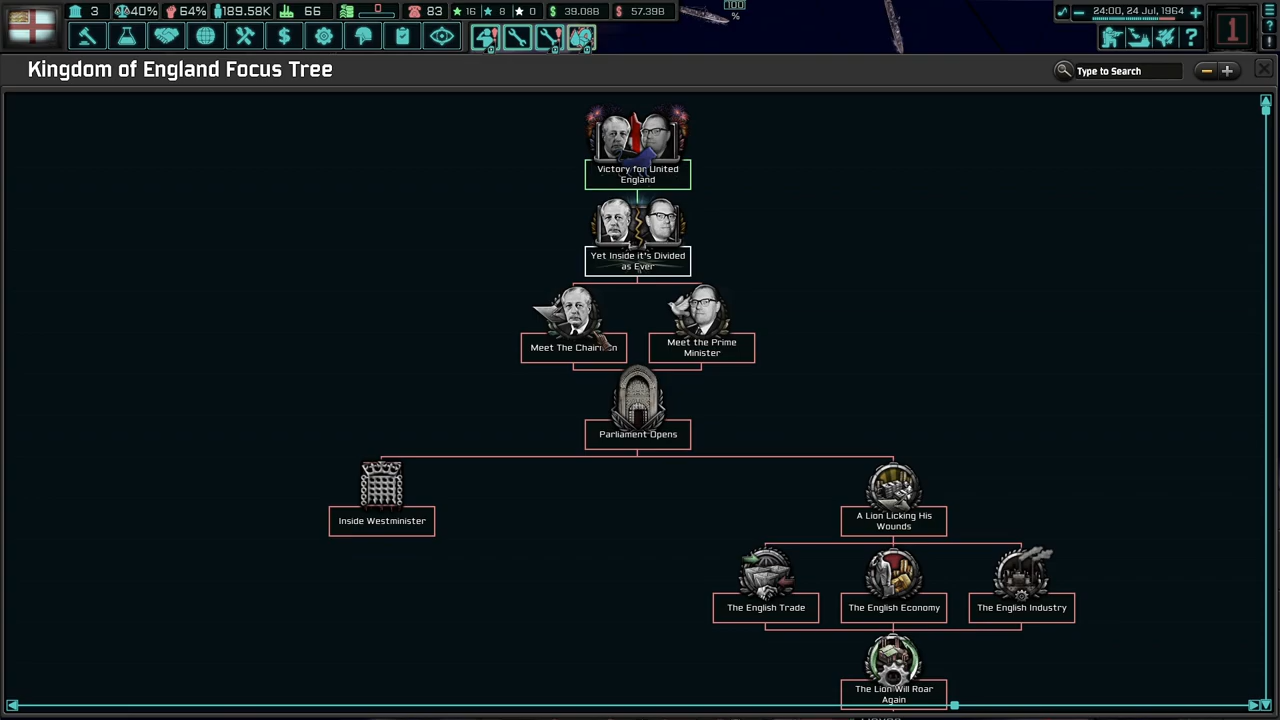 3 40% 64% 189.58K 66 83 16 8 0 39.08B 57.39B
100
%
24:00, 24 Jul, 1964
1
Kingdom of England Focus Tree
Type to Search
Victory for United
England
Yet Inside it's Divided
as Ever
Meet The Chairman
Meet the Prime
Minister
Parliament Opens
Inside Westminister
A Lion Licking His
Wounds
The English Trade
The English Economy
The English Industry
The Lion Will Roar
Again